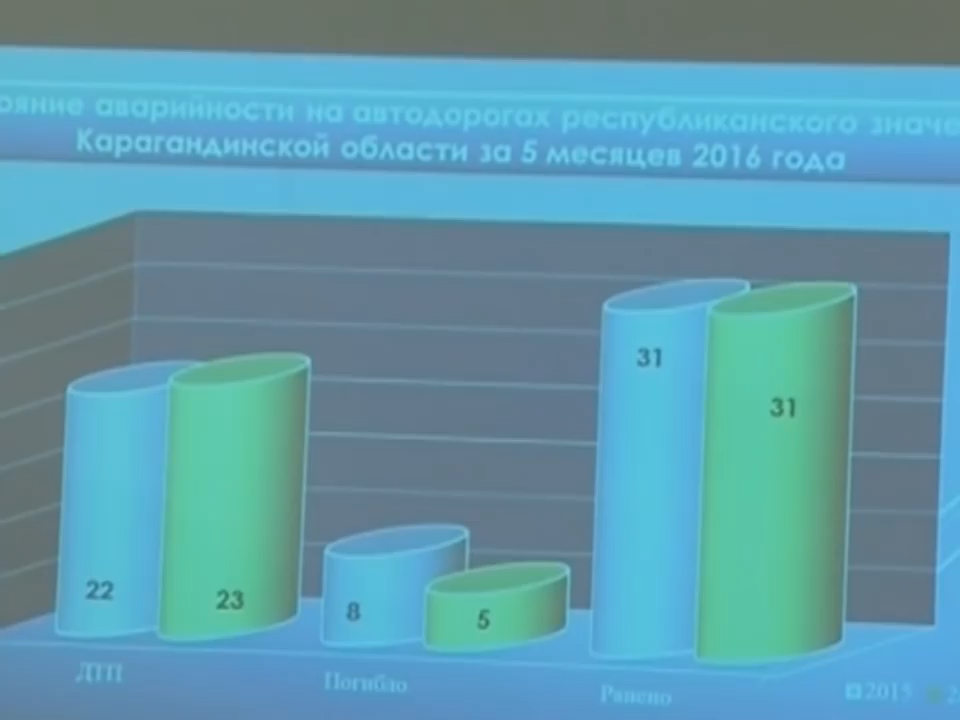 ояние аварийности на автодорогах республиканского значе
Карагандинской области за 5 месяцев 2016 года
31
31
22
23
8
5
ДТП
Погибло
Ранено
2015
2